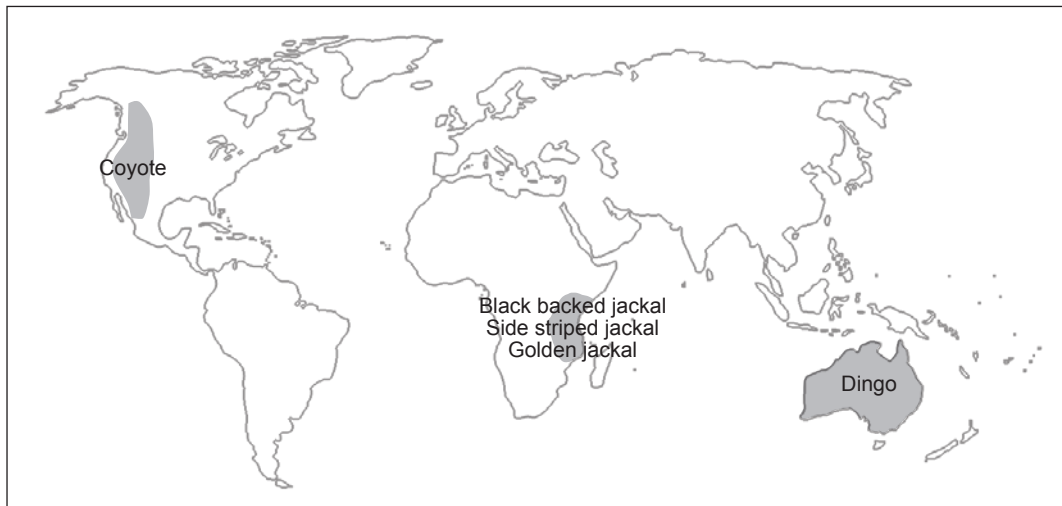 Coyote
Black backed jackal
Side striped jackal
Golden jackal
Dingo